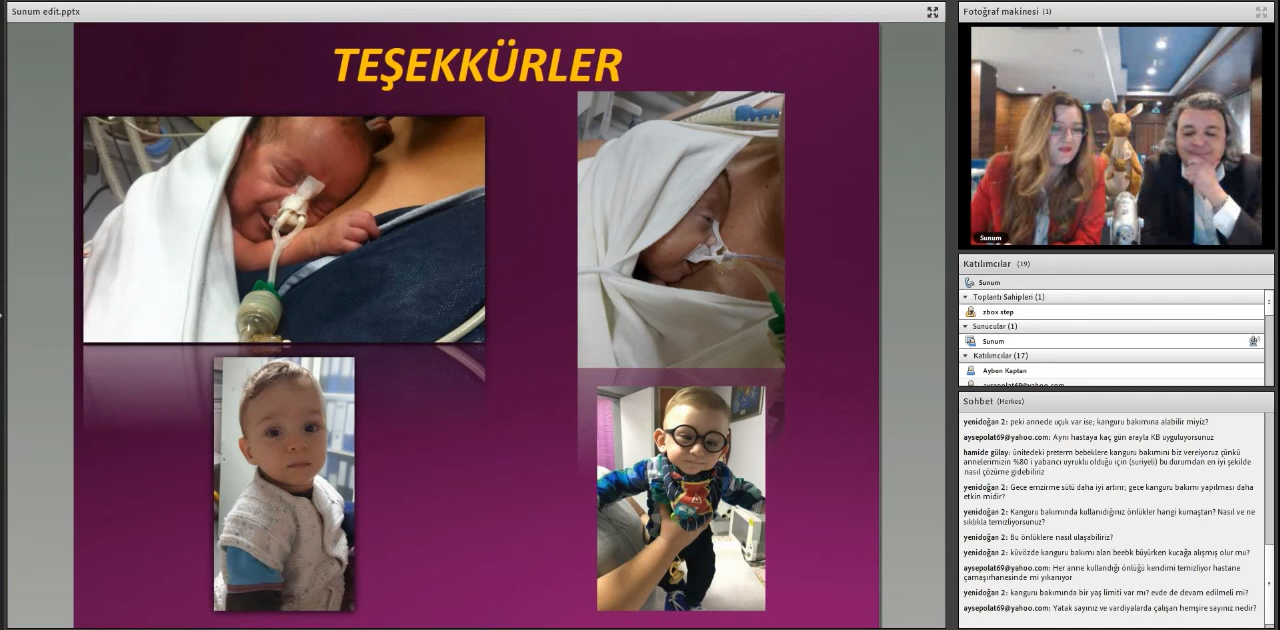 Sunum edit.pptx
TEŞEKKÜRLER
Fotoğraf makinesi (1)
Sunum
Katılımcılar (19)
Sunum
Toplantı Sahipleri (1)
zbox step
Sunucular (1)
Sunum
Katılımcılar (17)
Ayben Kaptan
aysepolat69@yahoo.com
Sohbet (Herkes)
yenidoğan 2: peki annede uçuk var ise; kanguru bakımına alabilir miyiz?
aysepolat69@yahoo.com: Aynı hastaya kaç gün arayla KB uyguluyorsunuz
hamide gülay: ünitedeki preterm bebeklere kanguru bakımını biz vereiyoruz çünkü
annelerimizin %80 i yabancı uyruklu olduğu için (suriyeli) bu durumdan en iyi şekilde
nasıl çözüme gidebiliriz
yenidoğan 2: Gece emzirme sütü daha iyi artırır; gece kanguru bakımı yapılması daha
etkin midir?
yenidoğan 2: Kanguru bakımında kullanıdığınız önlükler hangi kumaştan? Nasıl ve ne
sıklıkla temizliyorsunuz?
yenidoğan 2: Bu önlüklere nasıl ulaşabiliriz?
yenidoğan 2: küvözde kanguru bakımı alan beebk büyürken kucağa alışmış olur mu?
aysepolat69@yahoo.com: Her anne kullandığı önlüğü kendimi temizliyor hastane
çamaşırhanesinde mi yıkanıyor
yenidoğan 2: kanguru bakımında bir yaş limiti var mı? evde de devam edilmeli mi?
aysepolat69@yahoo.com: Yatak sayınız ve vardiyalarda çalışan hemşire sayınız nedir?